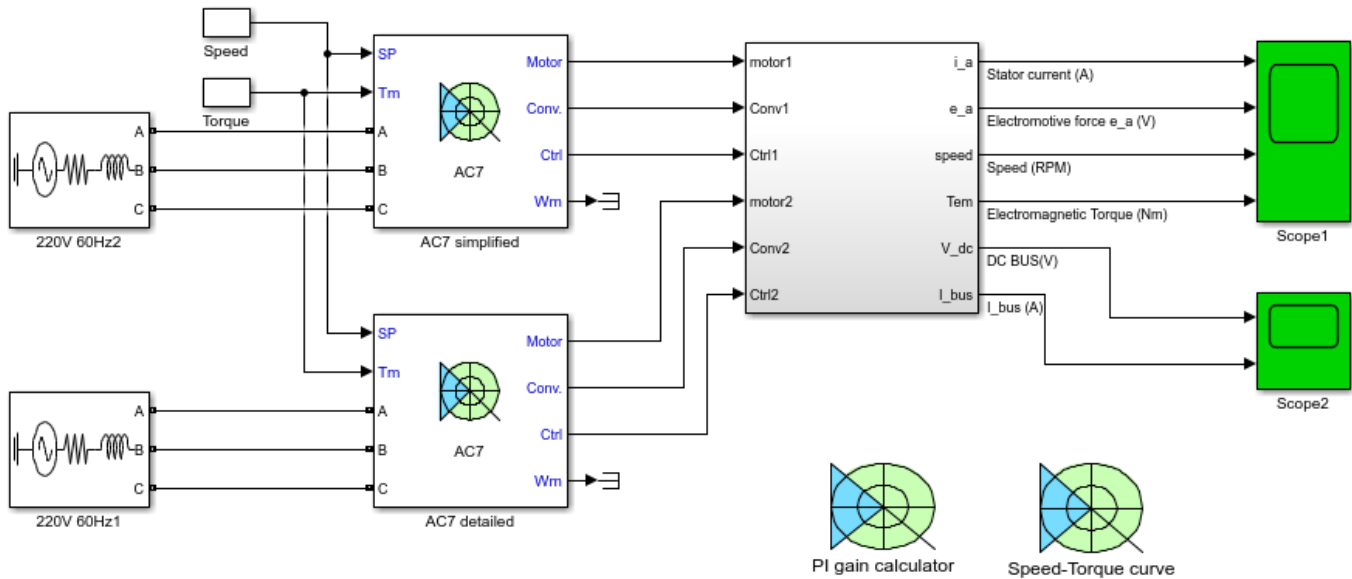 Speed
Torque
A
B
C
220V 60Hz2
SP
Tm
A
B
C
AC7
Motor
Conv.
Ctrl
Wm
AC7 simplified
A
B
C
220V 60Hz1
SP
Tm
A
B
C
AC7
Motor
Conv.
Ctrl
Wm
AC7 detailed
motor1
Conv1
Ctrl1
motor2
Conv2
Ctrl2
i_a
e_a
speed
Tem
V_dc
I_bus
Stator current (A)
Electromotive force e_a (V)
Speed (RPM)
Electromagnetic Torque (Nm)
DC BUS(V)
I_bus (A)
Scope1
Scope2
PI gain calculator
Speed-Torque curve